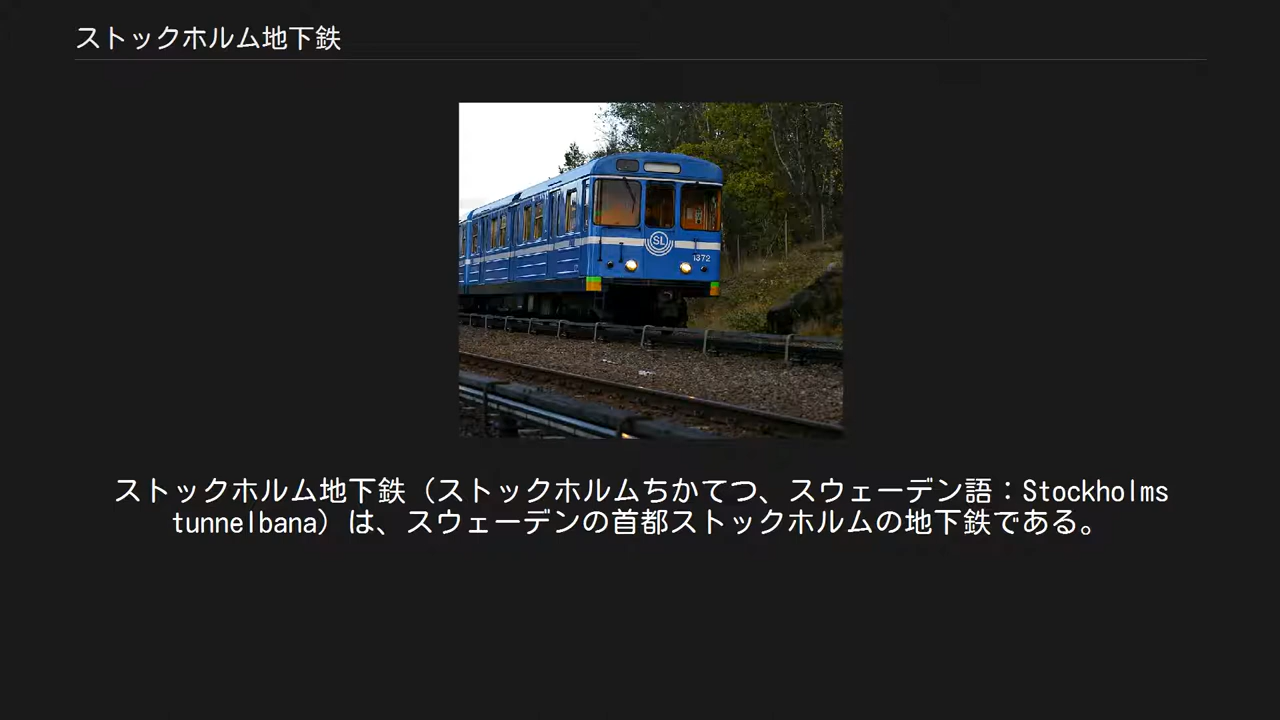 ストックホルム地下鉄
SL
1372
ストックホルム地下鉄（ストックホルムちかてつ、スウェーデン語：Stockholms
tunnelbana）は、スウェーデンの首都ストックホルムの地下鉄である。